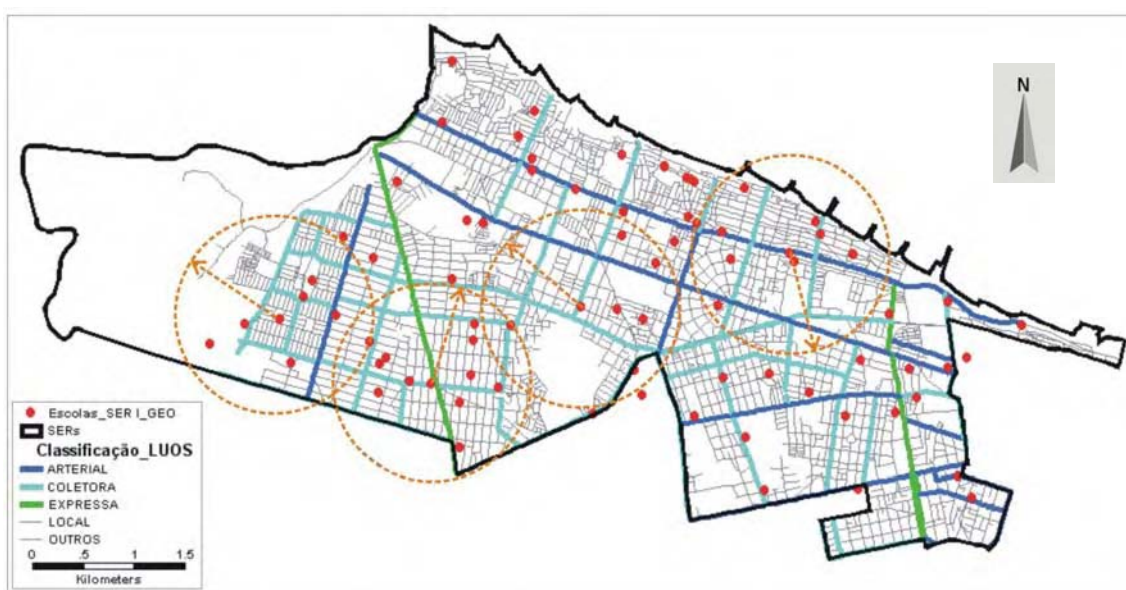 N
Escolas_SER I_GEO
SERs
Classificação_LUOS
ARTERIAL
COLETORA
EXPRESSA
LOCAL
OUTROS
0 .5 1 1.5
Kilometers